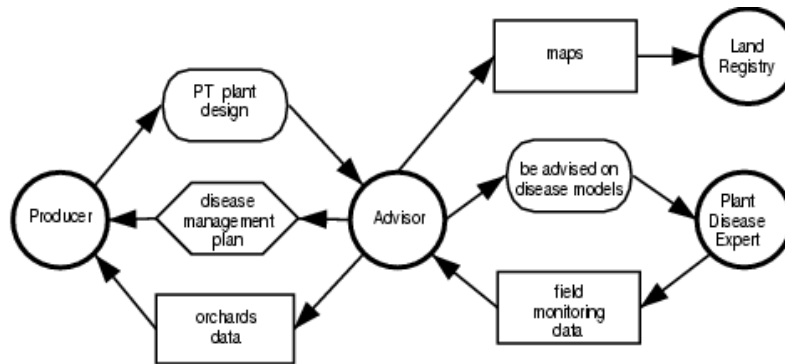 maps
Land
Registry
PT plant
design
be advised on
disease models
Producer
disease
management
plan
Advisor
Plant
Disease
Expert
orchards
data
field
monitoring
data